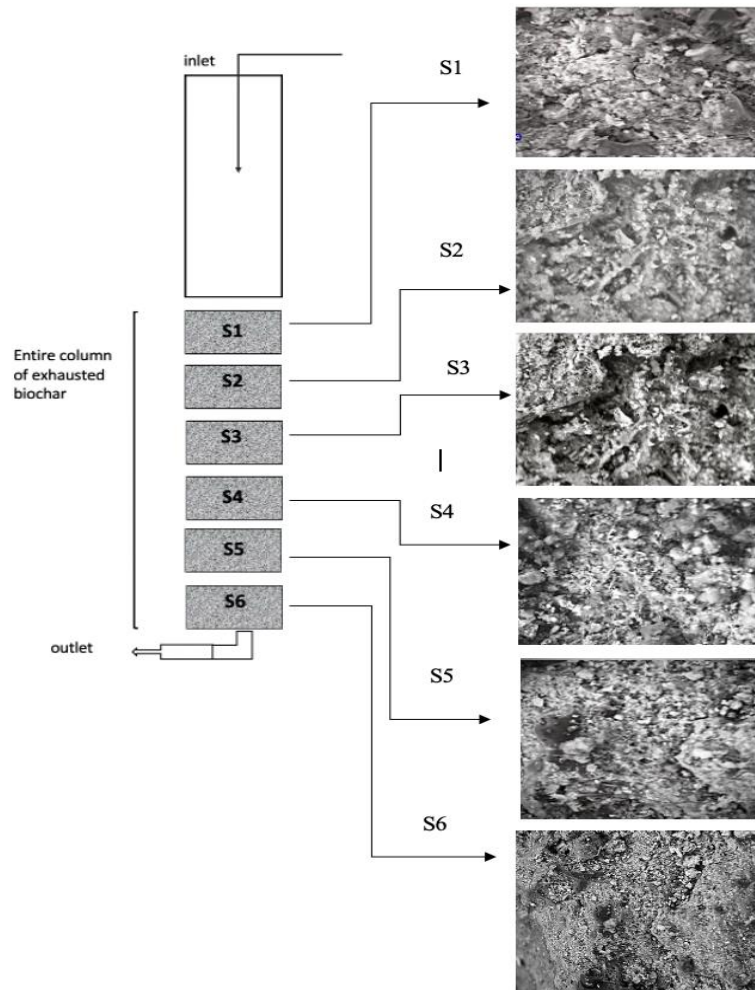 inlet
S1
S2
S3
S4
S5
S6
Entire column
of exhausted
biochar
S1
S2
S3
S4
S5
S6
outlet